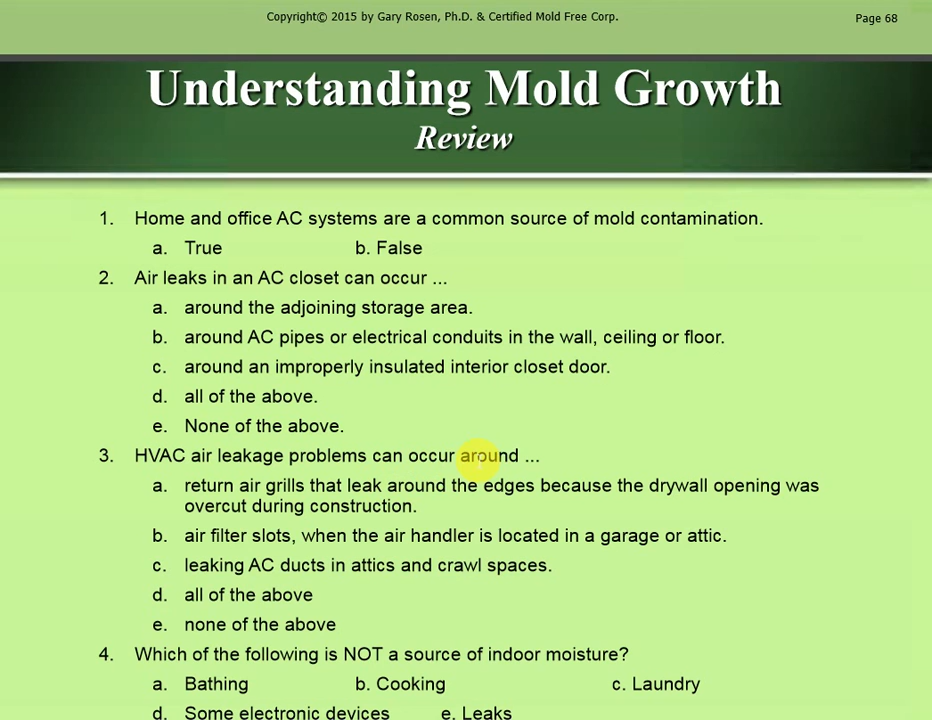 Copyright© 2015 by Gary Rosen, Ph.D. & Certified Mold Free Corp.
Page 68
Understanding Mold Growth
Review
1. Home and office AC systems are a common source of mold contamination.
a. True b. False
2. Air leaks in an AC closet can occur ...
a. around the adjoining storage area.
b. around AC pipes or electrical conduits in the wall, ceiling or floor.
c. around an improperly insulated interior closet door.
d. all of the above.
e. None of the above.
3. HVAC air leakage problems can occur around ...
a. return air grills that leak around the edges because the drywall opening was
overcut during construction.
b. air filter slots, when the air handler is located in a garage or attic.
c. leaking AC ducts in attics and crawl spaces.
d. all of the above
e. none of the above
4. Which of the following is NOT a source of indoor moisture?
a. Bathing b. Cooking c. Laundry
d. Some electronic devices e. Leaks